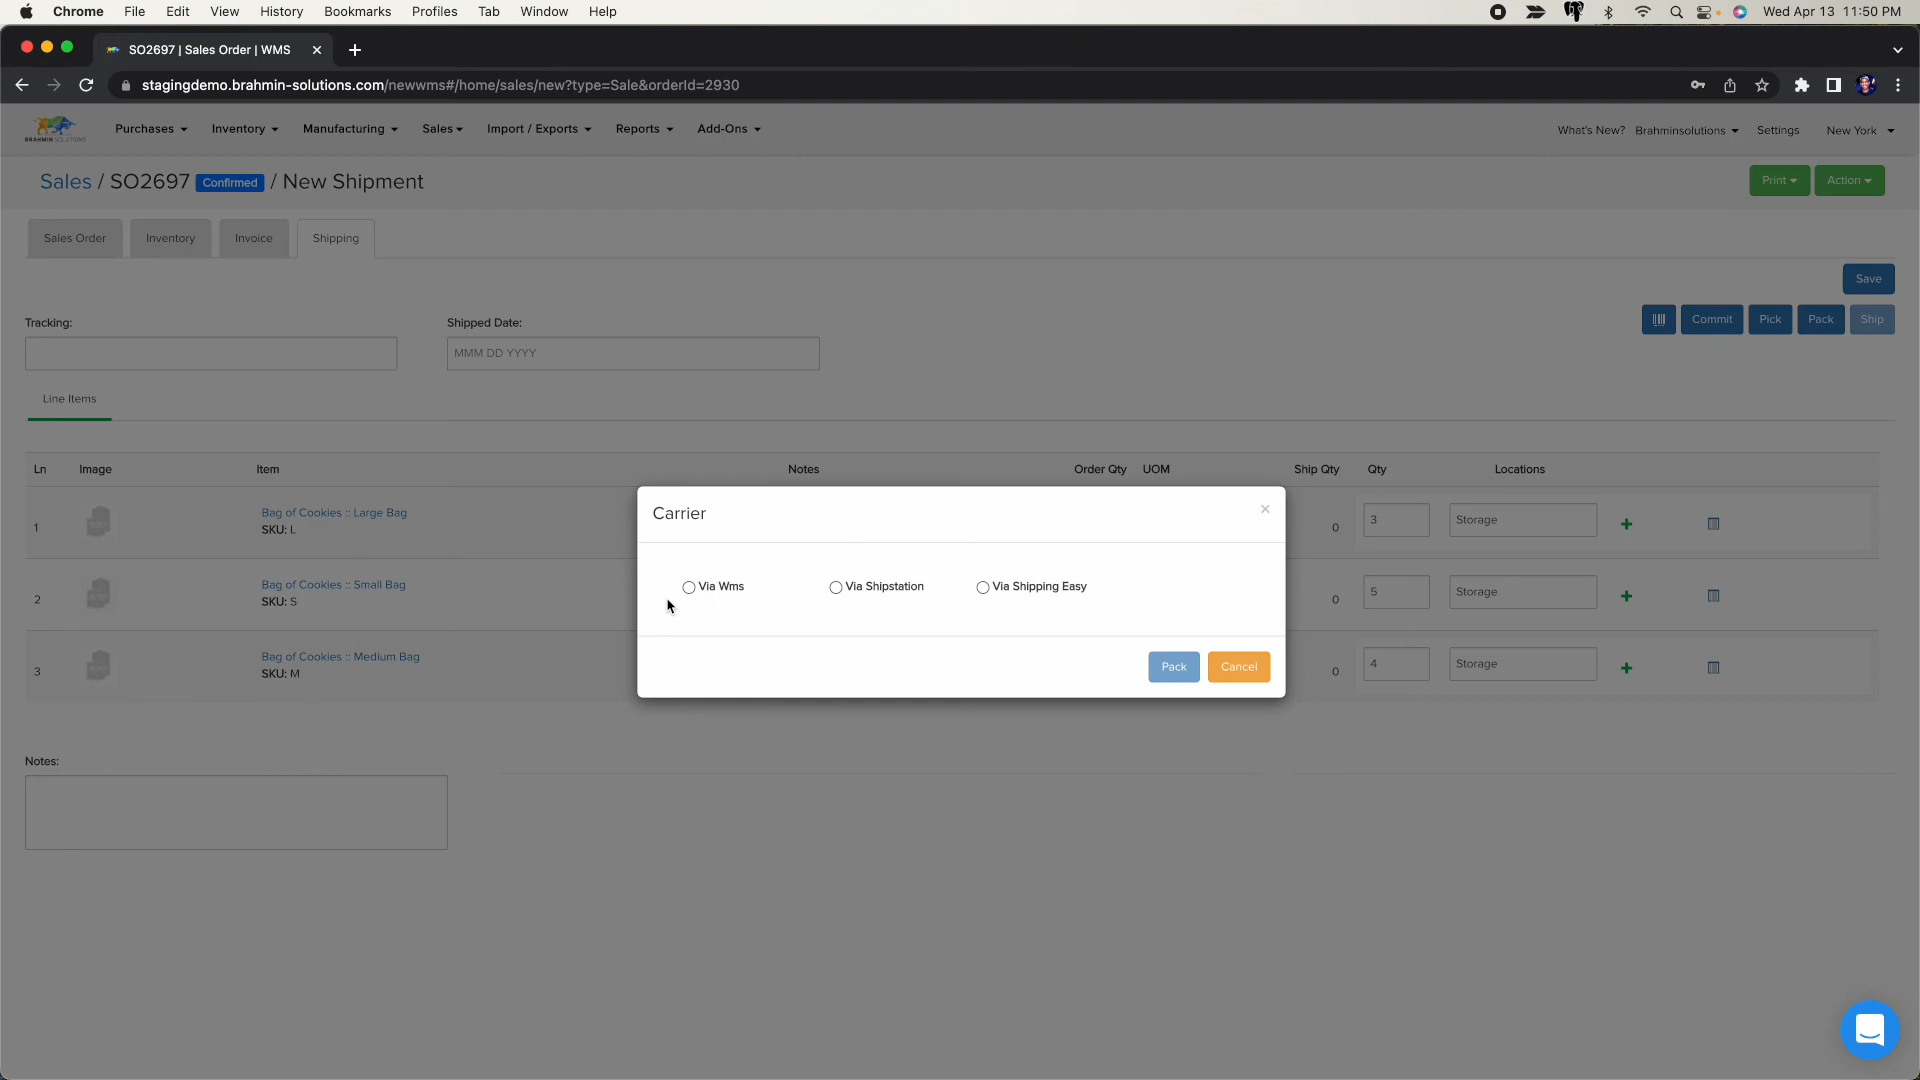 Chrome File Edit View History Bookmarks Profiles Tab Window Help Wed Apr 13 11:50 PM
SO2697 | Sales Order | WMS
stagingdemo.brahmin-solutions.com/newwms#/home/sales/new?type=Sale&orderId=2930
BRAHMIN SOLUTIONS Purchases Inventory Manufacturing Sales Import / Exports Reports Add-Ons What's New? Brahminsolutions Settings New York
Sales / SO2697 Confirmed / New Shipment Print Action
Sales Order Inventory Invoice Shipping
Save
Commit Pick Pack Ship
Tracking: Shipped Date:
MMM DD YYYY
Line Items
Ln Image Item Notes Order Qty UOM Ship Qty Qty Locations
1 Bag of Cookies :: Large Bag 0 3 Storage
SKU: L
2 Bag of Cookies :: Small Bag 0 5 Storage
SKU: S
3 Bag of Cookies :: Medium Bag 0 4 Storage
SKU: M
Carrier
Via Wms Via Shipstation Via Shipping Easy
Pack Cancel
Notes: